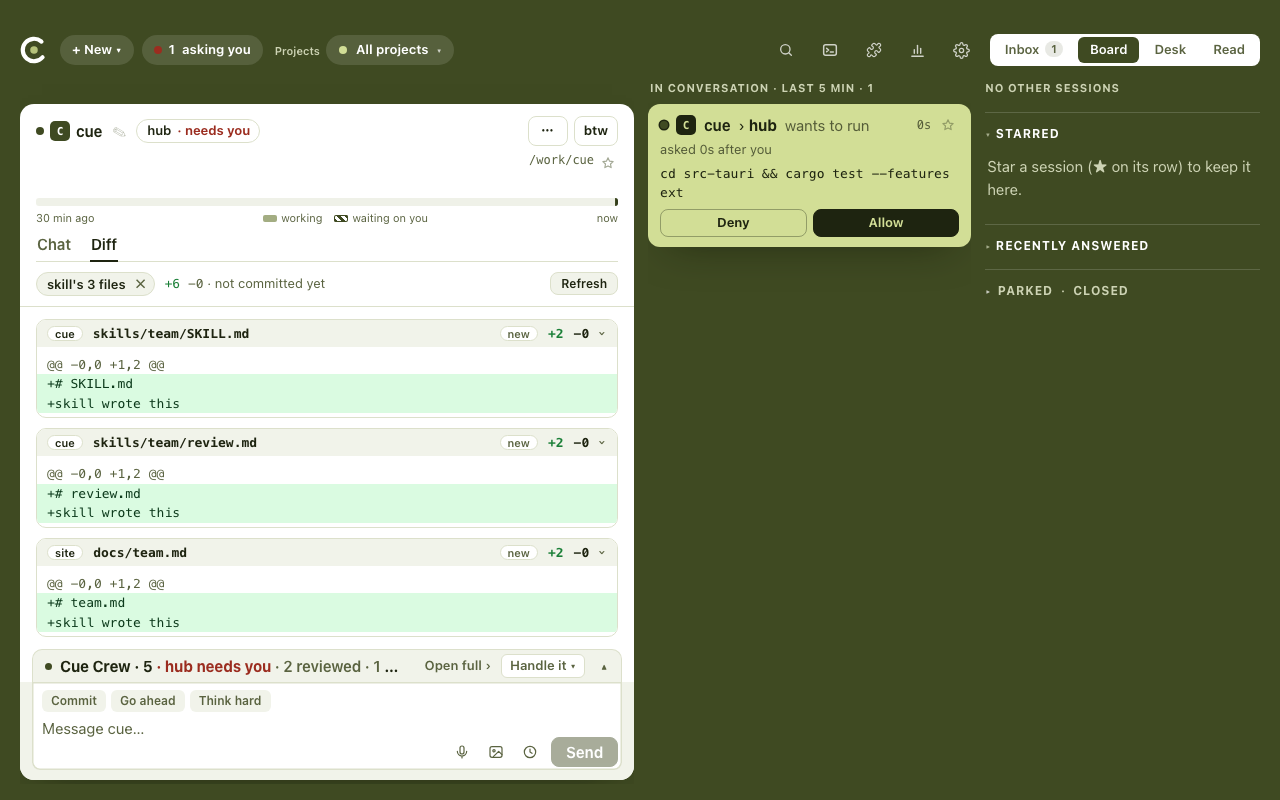 + New ▾
1 asking you
Projects
All projects ▾
Inbox 1
Board
Desk
Read
C cue
hub · needs you
···
btw
/work/cue
30 min ago
working
waiting on you
now
Chat
Diff
skill's 3 files ✕
+6 −0 · not committed yet
Refresh
cue skills/team/SKILL.md new +2 −0
@@ −0,0 +1,2 @@
+# SKILL.md
+skill wrote this
cue skills/team/review.md new +2 −0
@@ −0,0 +1,2 @@
+# review.md
+skill wrote this
site docs/team.md new +2 −0
@@ −0,0 +1,2 @@
+# team.md
+skill wrote this
Cue Crew · 5 · hub needs you · 2 reviewed · 1 ...
Open full ›
Handle it ▾
Commit
Go ahead
Think hard
Message cue…
Send
IN CONVERSATION · LAST 5 MIN · 1
C cue › hub wants to run 0s
asked 0s after you
cd src-tauri && cargo test --features
ext
Deny
Allow
NO OTHER SESSIONS
STARRED
Star a session (★ on its row) to keep it
here.
RECENTLY ANSWERED
PARKED · CLOSED